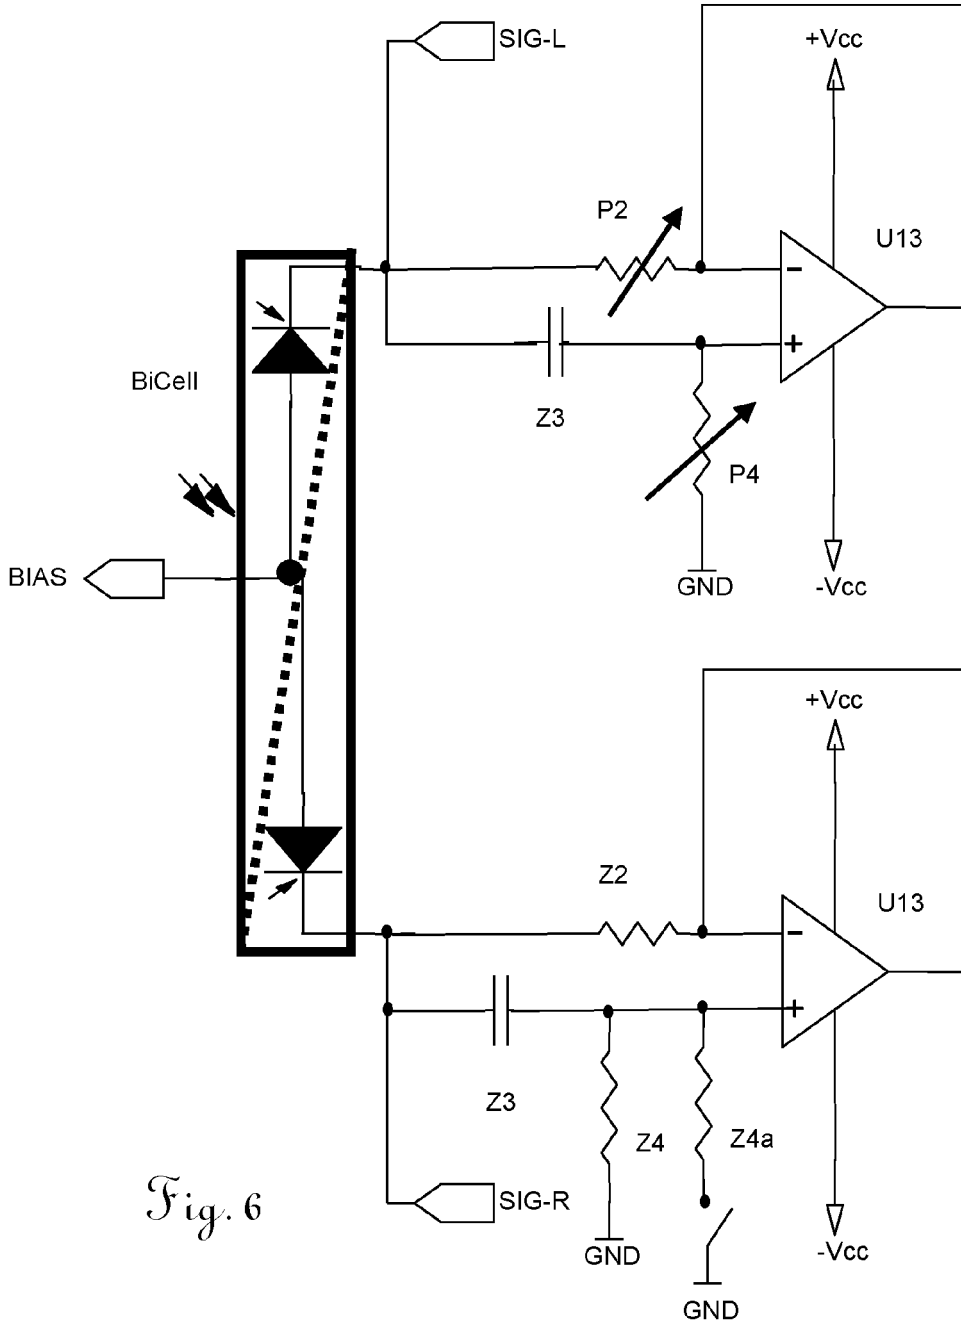 SIG-L
+Vcc
P2
U13
−
+
BiCell
Z3
P4
BIAS
GND
-Vcc
+Vcc
Z2
U13
−
+
Z3
Z4
Z4a
Fig. 6
SIG-R
GND
-Vcc
GND